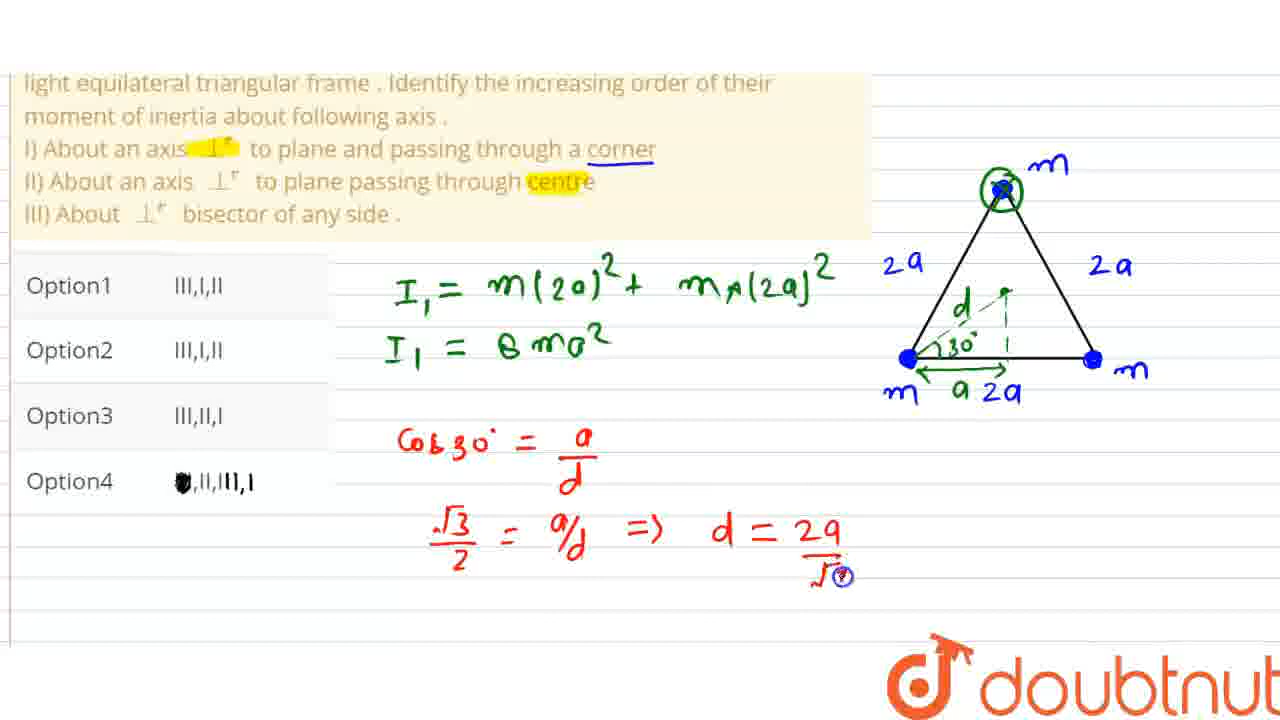 light equilateral triangular frame . Identify the increasing order of their
moment of inertia about following axis .
I) About an axis ⊥ʳ to plane and passing through a corner
II) About an axis ⊥ʳ to plane passing through centre
III) About ⊥ʳ bisector of any side .
Option1 III,I,II
Option2 III,I,II
Option3 III,II,I
Option4 ,II,III,I
I₁ = m(2a)² + m(2a)²
I₁ = 8ma²
Cos30° = a/d
√3/2 = a/d => d = 2a/√3
m
2a
2a
d
30°
m
a
2a
m
doubtnut